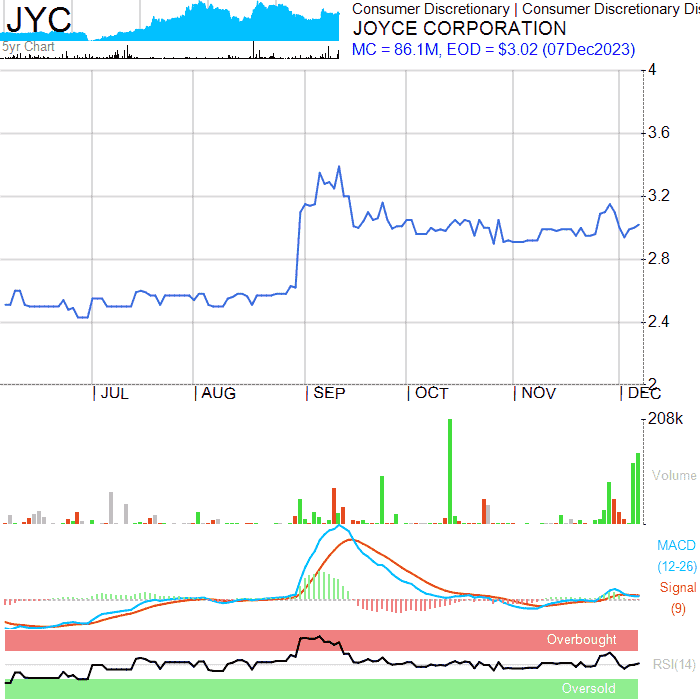 JYC
5yr Chart
Consumer Discretionary | Consumer Discretionary Dis
JOYCE CORPORATION
MC = 86.1M, EOD = $3.02 (07Dec2023)
4
3.6
3.2
2.8
2.4
2
JUL AUG SEP OCT NOV DEC
208k
Volume
MACD
(12-26)
Signal
(9)
Overbought
RSI(14)
Oversold